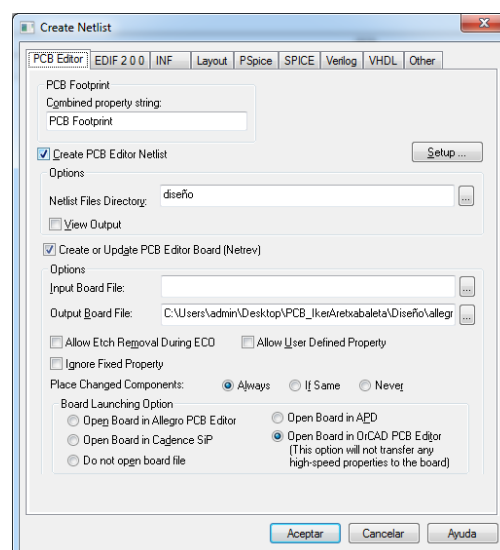 Create Netlist
PCB Editor EDIF 2 0 0 INF Layout PSpice SPICE Verilog VHDL Other
PCB Footprint
Combined property string:
PCB Footprint
Create PCB Editor Netlist Setup ...
Options
Netlist Files Directory: diseño ...
View Output
Create or Update PCB Editor Board (Netrev)
Options
Input Board File: ...
Output Board File: C:\Users\admin\Desktop\PCB_IkerAretxabaleta\Diseño\allegr ...
Allow Etch Removal During ECO Allow User Defined Property
Ignore Fixed Property
Place Changed Components: Always If Same Never
Board Launching Option
Open Board in Allegro PCB Editor Open Board in APD
Open Board in Cadence SiP Open Board in OrCAD PCB Editor
(This option will not transfer any
Do not open board file high-speed properties to the board)
Aceptar Cancelar Ayuda